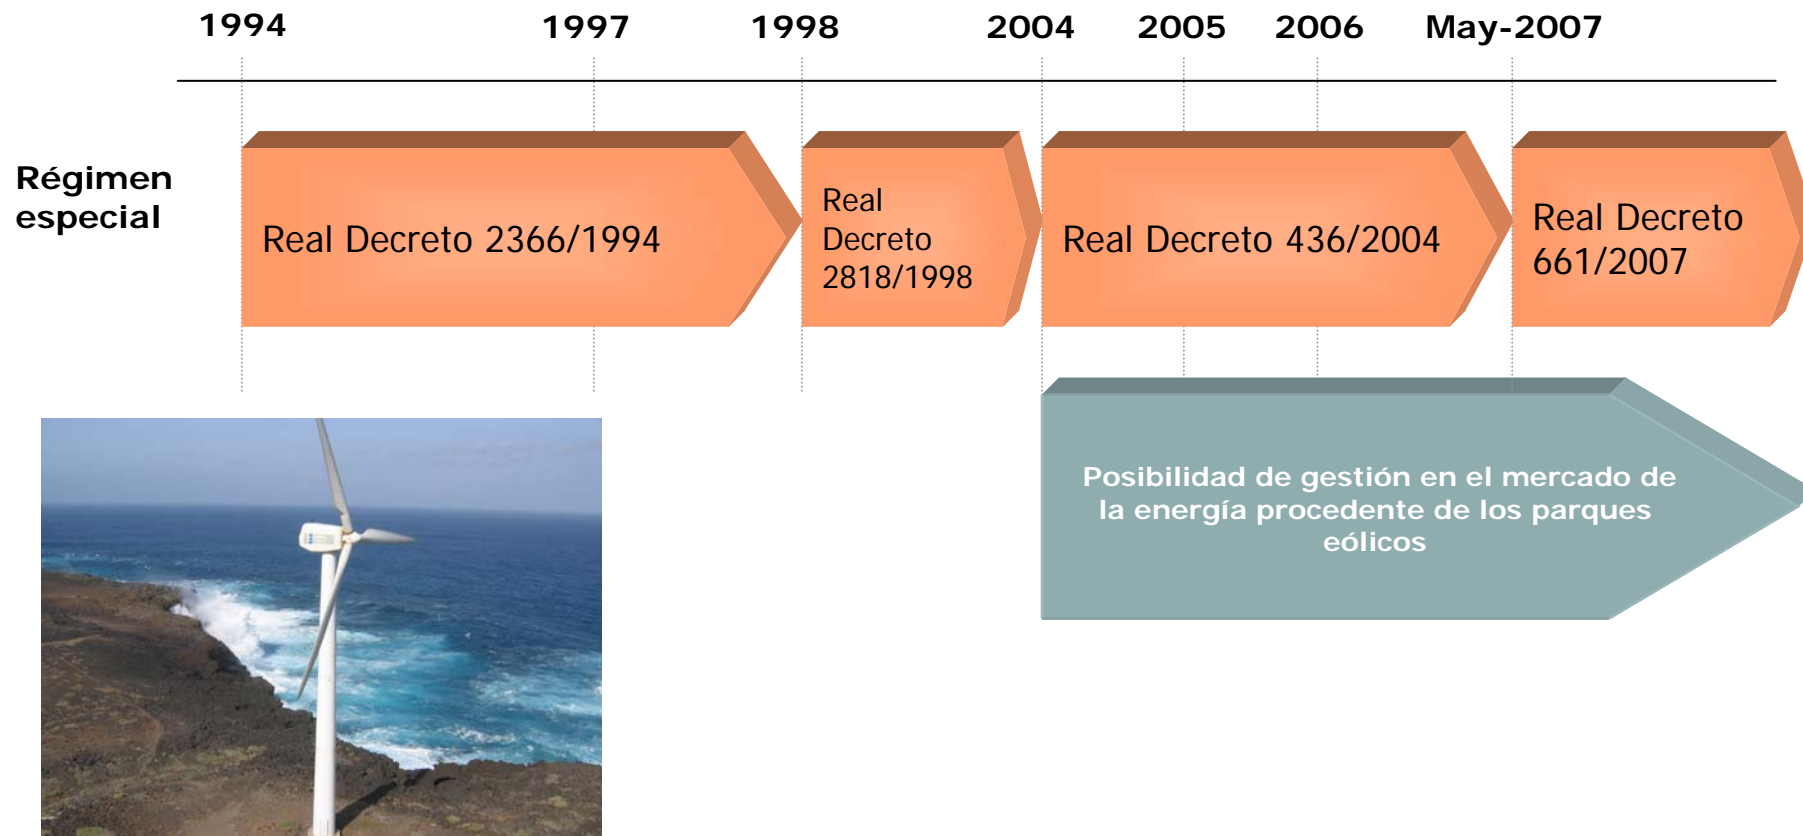 1994 1997 1998 2004 2005 2006 May-2007
Régimen
especial
Real Decreto 2366/1994
Real
Decreto
2818/1998
Real Decreto 436/2004
Real Decreto
661/2007
Posibilidad de gestión en el mercado de
la energía procedente de los parques
eólicos